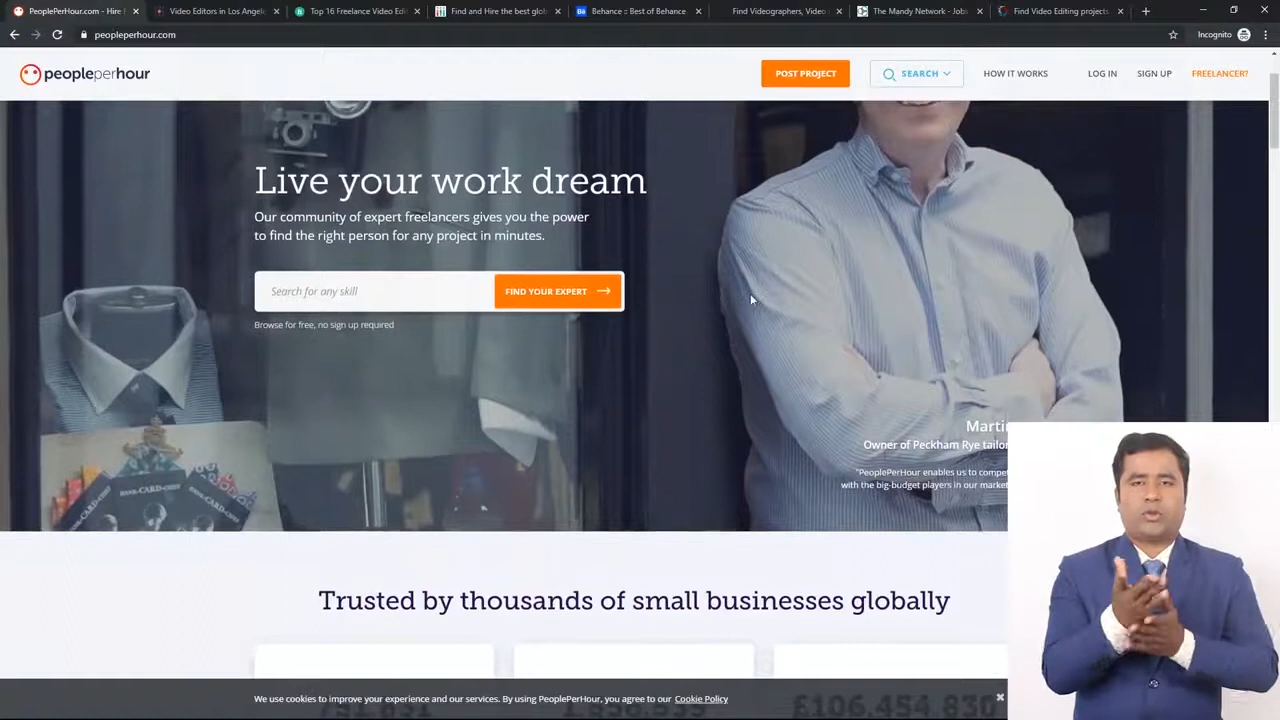 PeoplePerHour.com - Hire
Video Editors in Los Angel
Top 16 Freelance Video Edi
Find and Hire the best glob
Behance :: Best of Behance
Find Videographers, Video
The Mandy Network - Jobs
Find Video Editing projects
peopleperhour.com
Incognito
peopleperhour
POST PROJECT
SEARCH
HOW IT WORKS
LOG IN
SIGN UP
FREELANCER?
Live your work dream
Our community of expert freelancers gives you the power
to find the right person for any project in minutes.
Search for any skill
FIND YOUR EXPERT
Browse for free, no sign up required
Owner of Peckham Rye tailor
"PeoplePerHour enables us to compe
with the big-budget players in our market
BANK-CARD-CHIEF
Trusted by thousands of small businesses globally
£106,454,830
We use cookies to improve your experience and our services. By using PeoplePerHour, you agree to our Cookie Policy